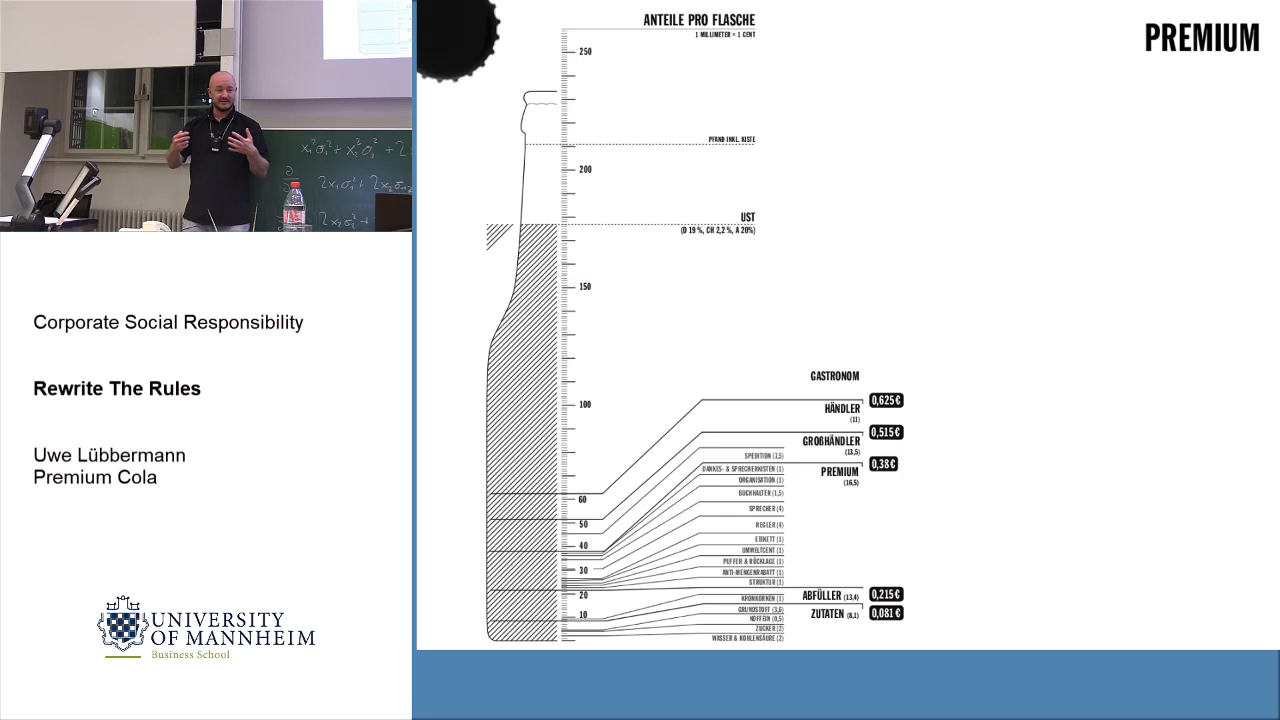 ANTEILE PRO FLASCHE
1 MILLIMETER = 1 CENT
PREMIUM
250
PFAND INKL. KISTE
200
UST
(D 19 %, CH 2,2 %, A 20%)
150
100
60
50
40
30
20
10
GASTRONOM
0,625€
HÄNDLER
(11)
0,515€
GROßHÄNDLER
(13,5)
SPEDITION (7,5)
0,38€
DANKES- & SPRECHERKISTEN (1)
PREMIUM
(16,5)
ORGANISATION (1)
BUCHHALTER (1,5)
SPRECHER (4)
REGLER (4)
ETIKETT (1)
UMWELTCENT (1)
PUFFER & RÜCKLAGE (1)
ANTI-MENGENRABATT (1)
STRUKTUR (1)
ABFÜLLER (13,4)
0,215€
KRONKORKEN (1)
GRUNDSTOFF (3,6)
ZUTATEN (8,1)
0,081€
KOFFEIN (0,5)
ZUCKER (2)
WASSER & KOHLENSÄURE (2)
Corporate Social Responsibility
Rewrite The Rules
Uwe Lübbermann
Premium Cola
UNIVERSITY
OF MANNHEIM
Business School